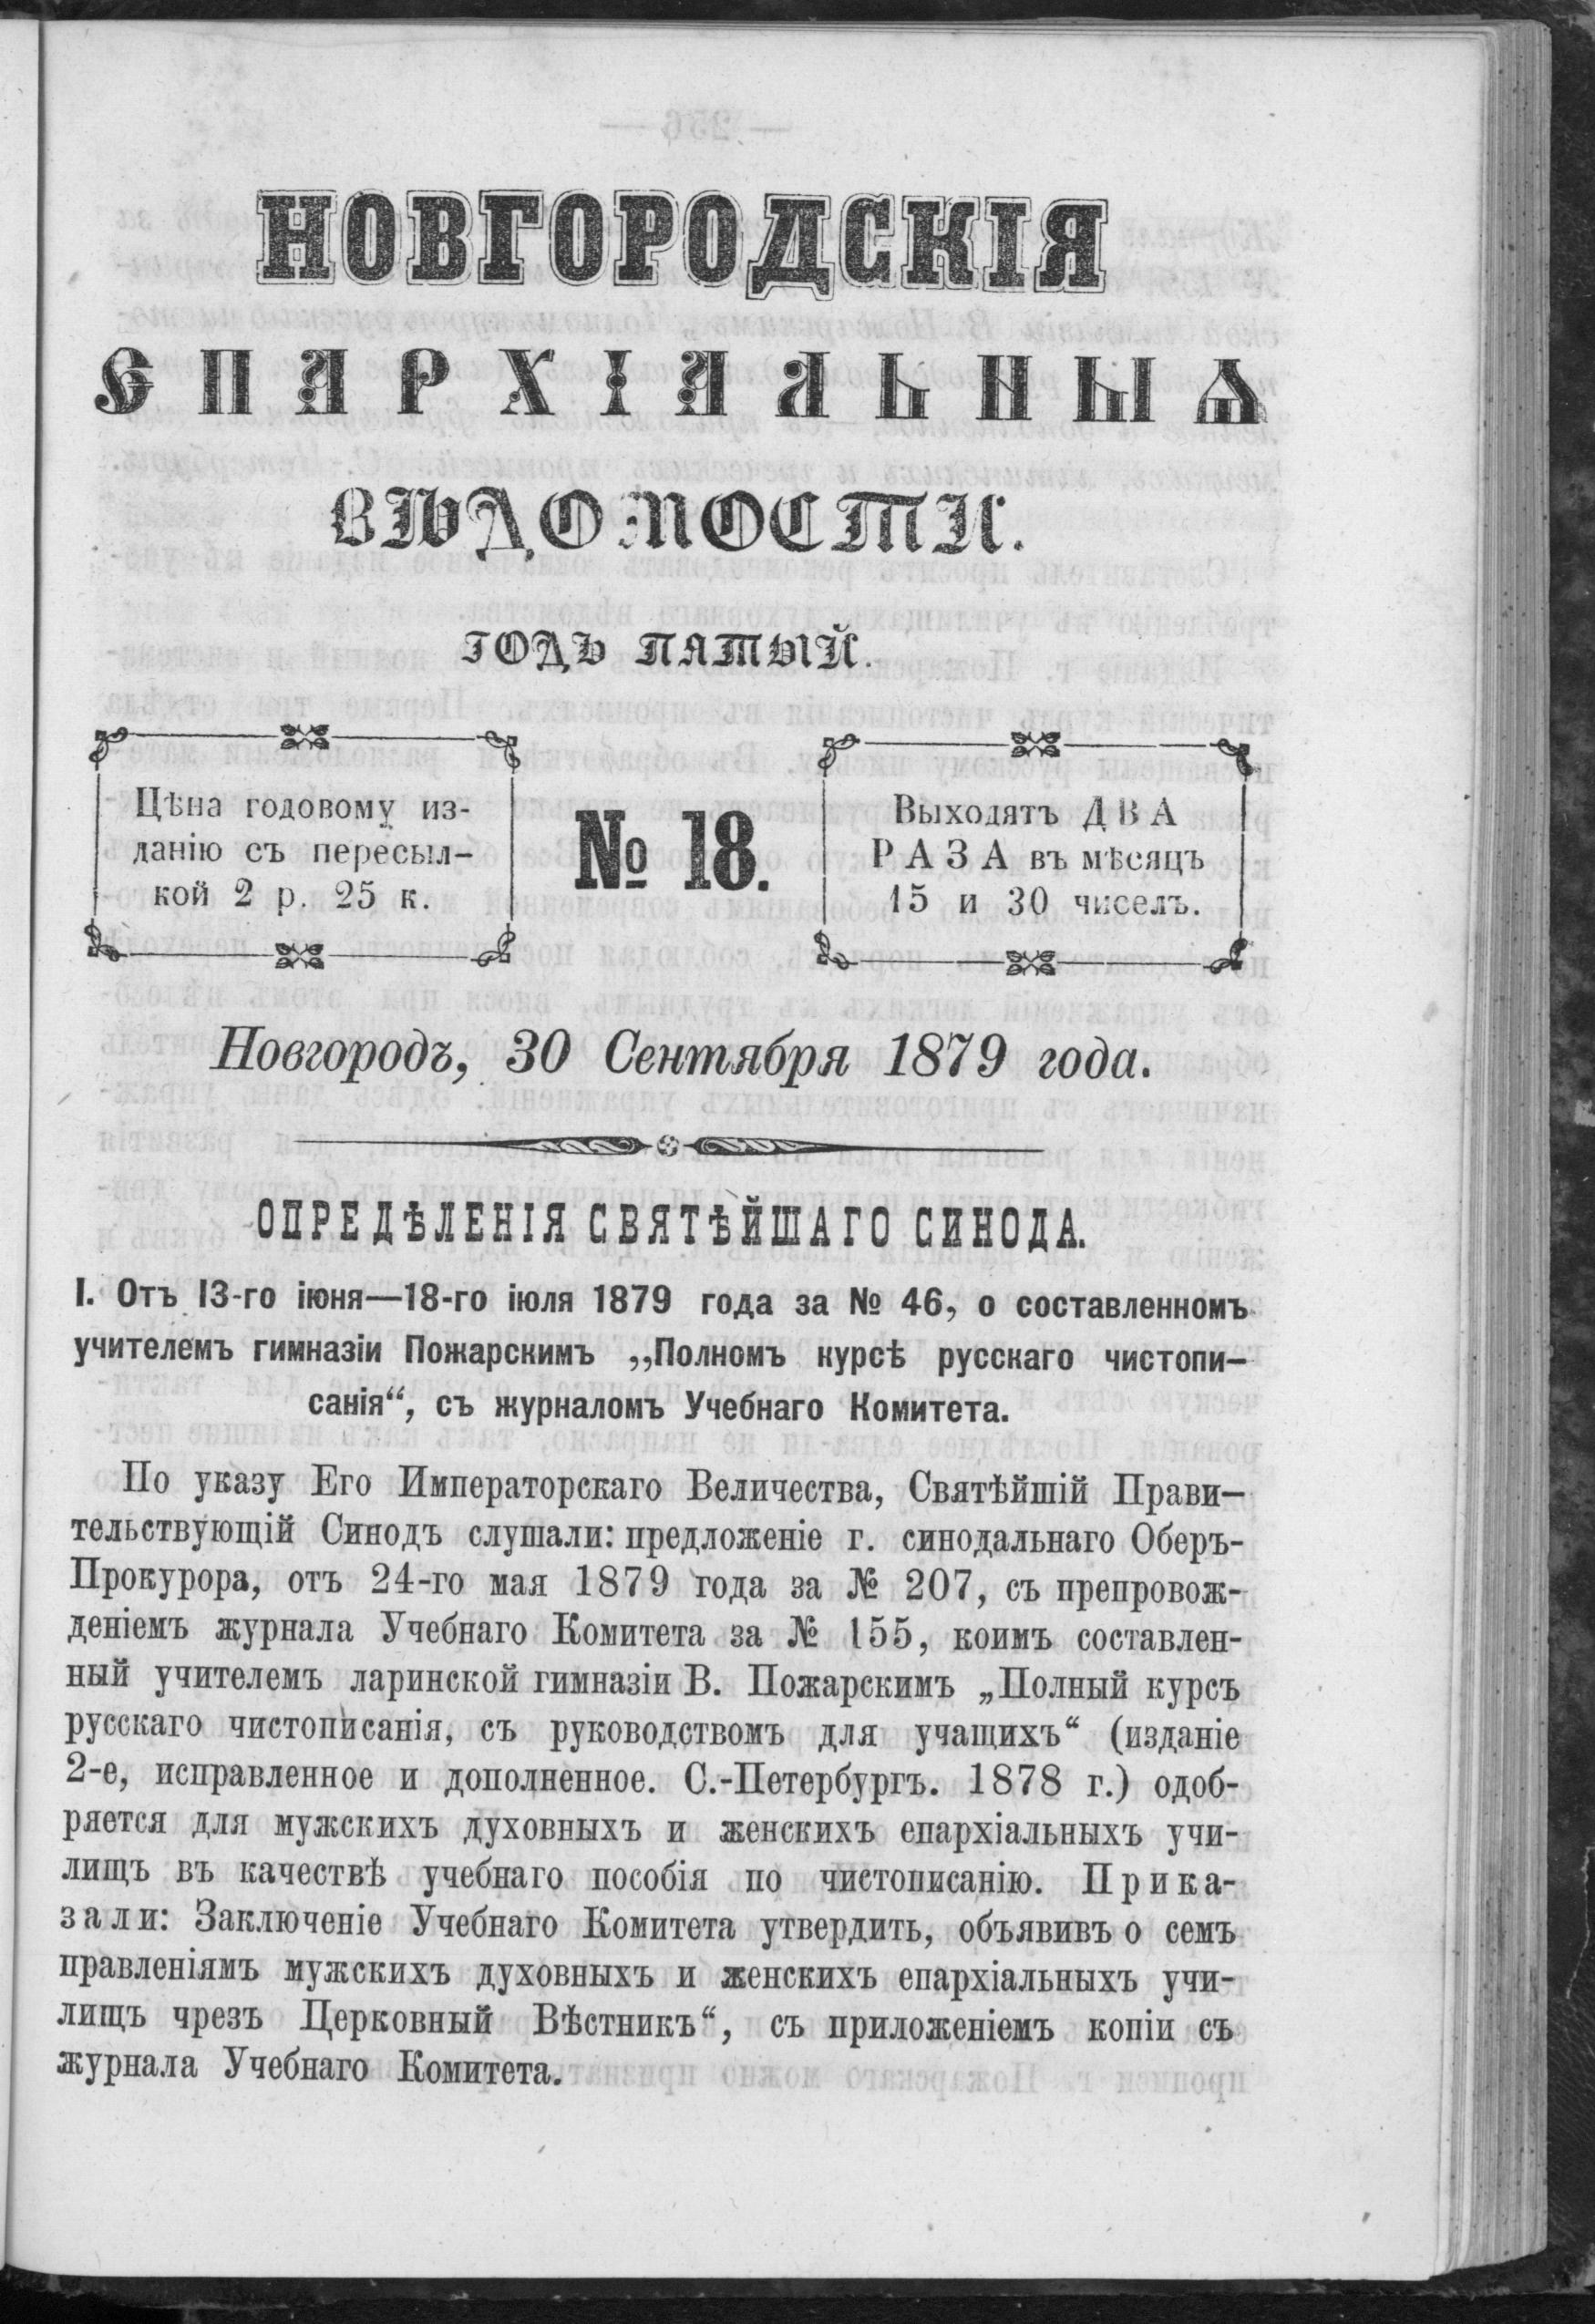 НОВГОРОДСКІЯ
ЄПАРХІАЛЬНЫѦ
ВѢДОМОСТИ.
ГОДЪ ПЯТЫЙ.
Цѣна годовому из-
данію съ пересыл-
кой 2 р. 25 к.
№ 18.
Выходятъ ДВА
РАЗА въ мѣсяцъ
15 и 30 чиселъ.
Новгородъ, 30 Сентября 1879 года.
ОПРЕДѢЛЕНІЯ СВЯТѢЙШАГО СИНОДА.
I. Отъ 13-го іюня—18-го іюля 1879 года за № 46, о составленномъ
учителемъ гимназіи Пожарскимъ „Полномъ курсѣ русскаго чистопи-
санія“, съ журналомъ Учебнаго Комитета.
По указу Его Императорскаго Величества, Святѣйшій Прави-
тельствующій Синодъ слушали: предложеніе г. синодальнаго Оберъ-
Прокурора, отъ 24-го мая 1879 года за № 207, съ препровож-
деніемъ журнала Учебнаго Комитета за № 155, коимъ составлен-
ный учителемъ ларинской гимназіи В. Пожарскимъ „Полный курсъ
русскаго чистописанія, съ руководствомъ для учащихъ“ (изданіе
2-е, исправленное и дополненное. С.-Петербургъ. 1878 г.) одоб-
ряется для мужскихъ духовныхъ и женскихъ епархіальныхъ учи-
лищъ въ качествѣ учебнаго пособія по чистописанію. Прика-
зали: Заключеніе Учебнаго Комитета утвердить, объявивъ о семъ
правленіямъ мужскихъ духовныхъ и женскихъ епархіальныхъ учи-
лищъ чрезъ Церковный Вѣстникъ“, съ приложеніемъ копіи съ
журнала Учебнаго Комитета.